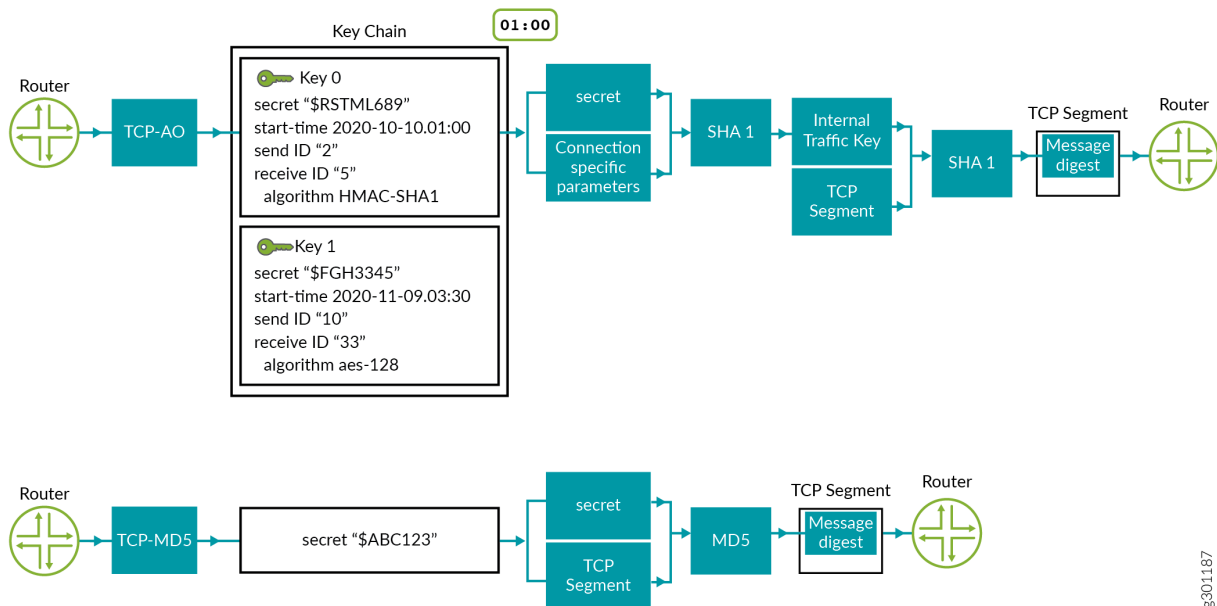 Key Chain
01:00
Router
TCP-AO
Key 0
secret “$RSTML689”
start-time 2020-10-10.01:00
send ID “2”
receive ID “5”
algorithm HMAC-SHA1
Key 1
secret “$FGH3345”
start-time 2020-11-09.03:30
send ID “10”
receive ID “33”
algorithm aes-128
secret
Connection
specific
parameters
SHA 1
Internal
Traffic Key
TCP
Segment
SHA 1
TCP Segment
Message
digest
Router
Router
TCP-MD5
secret “$ABC123”
secret
TCP
Segment
MD5
TCP Segment
Message
digest
Router
g301187